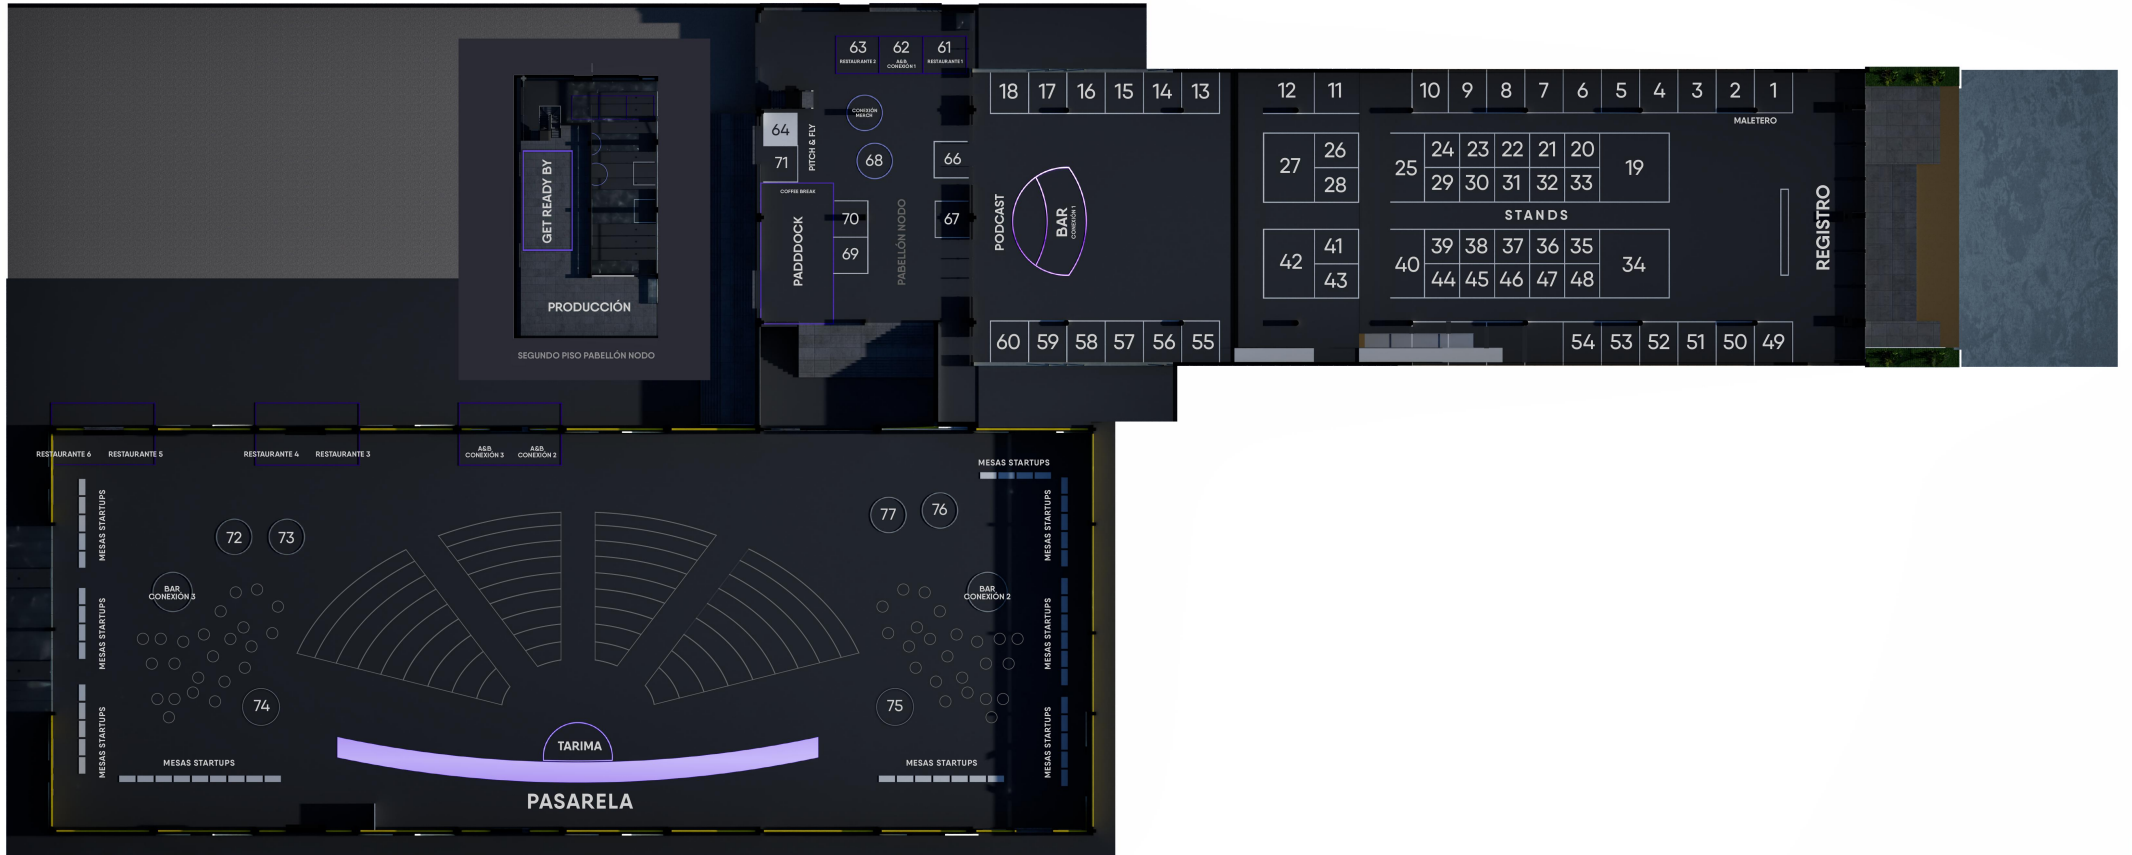 63
RESTAURANTE 2
62
A&B
CONEXIÓN 1
61
RESTAURANTE 1
CONEXIÓN
MERCH
64
71
PITCH & FLY
68
66
COFFEE BREAK
PADDDOCK
70
69
PABELLÓN NODO
67
GET READY BY
PRODUCCIÓN
SEGUNDO PISO PABELLÓN NODO
18 17 16 15 14 13
PODCAST
BAR
CONEXIÓN 1
60 59 58 57 56 55
12 11 10 9 8 7 6 5 4 3 2 1
MALETERO
27 26 28
25 24 23 22 21 20 19
29 30 31 32 33
STANDS
42 41 43
40 39 38 37 36 35 34
44 45 46 47 48
54 53 52 51 50 49
REGISTRO
RESTAURANTE 6
RESTAURANTE 5
RESTAURANTE 4
RESTAURANTE 3
A&B
CONEXIÓN 3
A&B
CONEXIÓN 2
MESAS STARTUPS
MESAS STARTUPS
MESAS STARTUPS
MESAS STARTUPS
72
73
BAR
CONEXIÓN 3
74
MESAS STARTUPS
77
76
BAR
CONEXIÓN 2
75
MESAS STARTUPS
MESAS STARTUPS
MESAS STARTUPS
MESAS STARTUPS
TARIMA
PASARELA